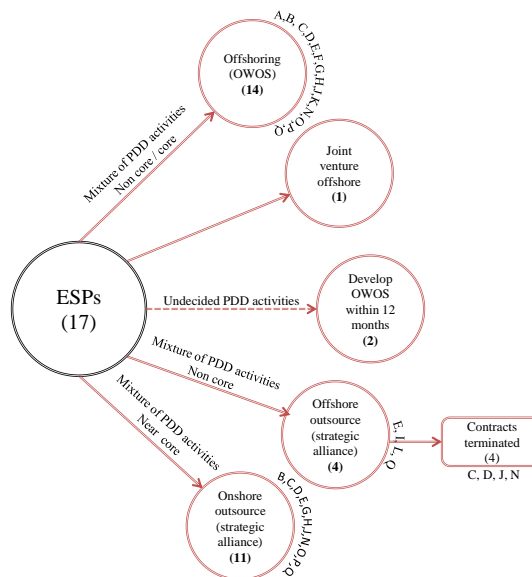 Offshoring
(OWOS)
(14)
A,B, C,D,E,F,G,H,J,K,N,O,P,Q
Mixture of PDD activities
Non core / core
Joint
venture
offshore
(1)
ESPs
(17)
Undecided PDD activities
Develop
OWOS
within 12
months
(2)
Mixture of PDD activities
Non core
Offshore
outsource
(strategic
alliance)
(4)
E, I, L, Q
Contracts
terminated
(4)
C, D, J, N
Mixture of PDD activities
Near core
Onshore
outsource
(strategic
alliance)
(11)
B,C,D,E,G,H,J,N,O,P,Q